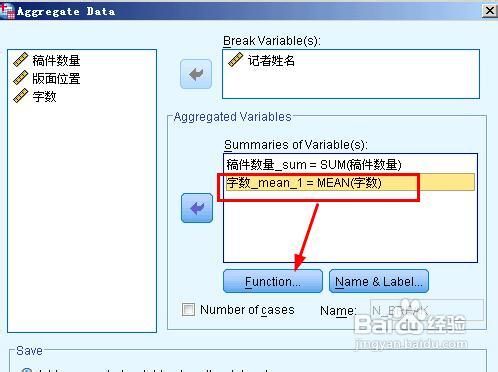 Aggregate Data
稿件数量
版面位置
字数
Break Variable(s):
记者姓名
Aggregated Variables
Summaries of Variable(s):
稿件数量_sum = SUM(稿件数量)
字数_mean_1 = MEAN(字数)
Function...
Name & Label...
Number of cases
Name:
N_BREAK
Baidu 经验
jingyan.baidu.com
Save